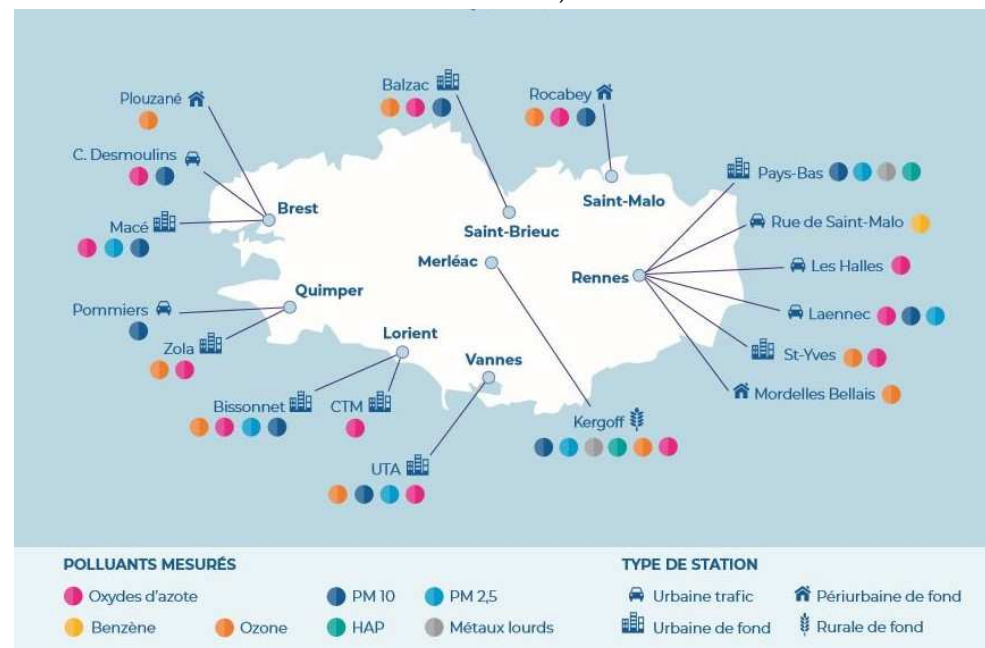 Balzac
Rocabey
Plouzané
C. Desmoulins
Macé
Pays-Bas
Rue de Saint-Malo
Les Halles
Laennec
St-Yves
Mordelles Bellais
Brest
Saint-Brieuc
Saint-Malo
Merléac
Rennes
Quimper
Pommiers
Zola
Lorient
Vannes
Bissonnet
CTM
Kergoff
UTA
POLLUANTS MESURÉS
Oxydes d'azote
PM 10
PM 2,5
Benzène
Ozone
HAP
Métaux lourds
TYPE DE STATION
Urbaine trafic
Périurbaine de fond
Urbaine de fond
Rurale de fond